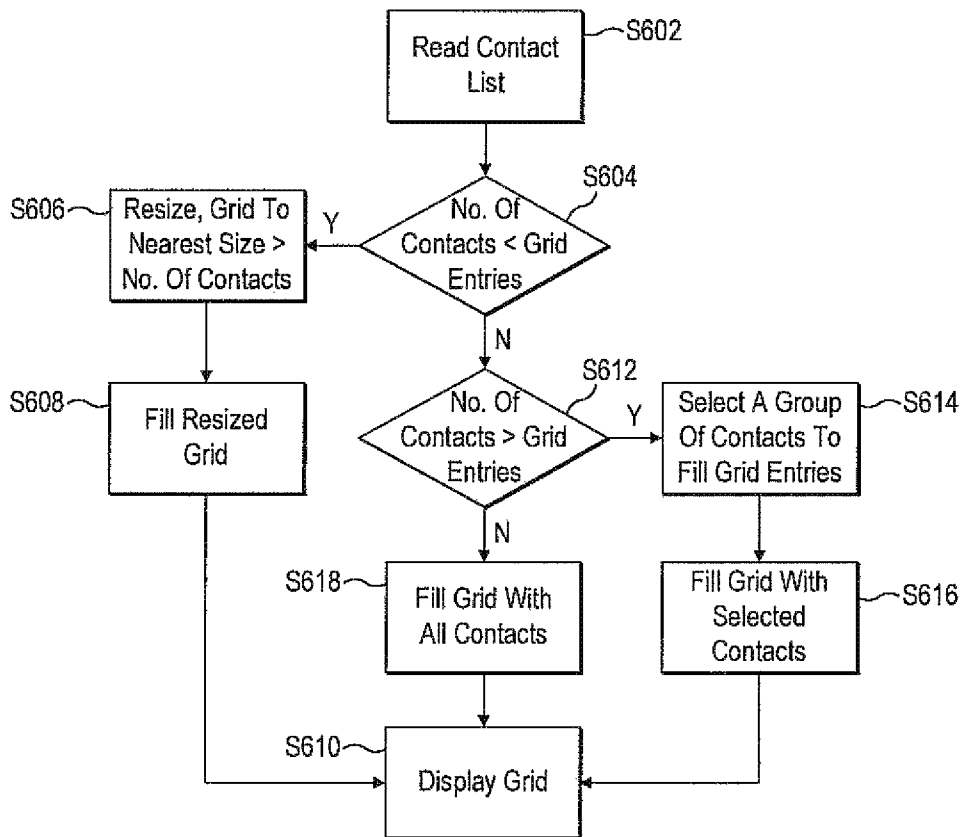 Read Contact
List
S602
S604
No. Of
Contacts < Grid
Entries
Y
N
S606
Resize, Grid To
Nearest Size >
No. Of Contacts
S608
Fill Resized
Grid
S612
No. Of
Contacts > Grid
Entries
Y
N
S614
Select A Group
Of Contacts To
Fill Grid Entries
S618
Fill Grid With
All Contacts
S616
Fill Grid With
Selected
Contacts
S610
Display Grid